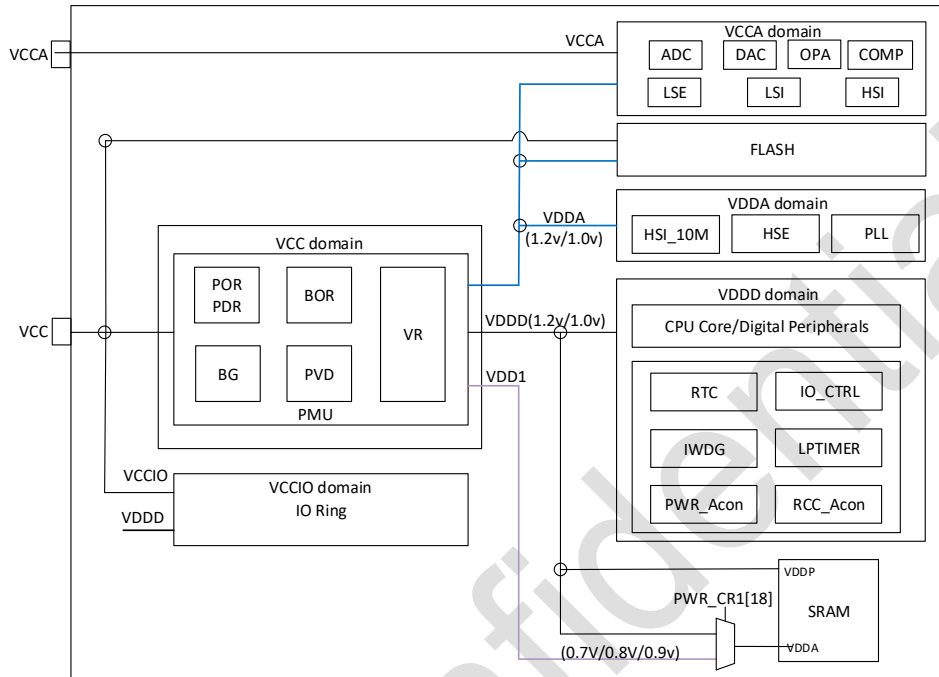 VCCA
VCCA
VCCA domain
ADC
DAC
OPA
COMP
LSE
LSI
HSI
FLASH
VDDA
(1.2v/1.0v)
VDDA domain
HSI_10M
HSE
PLL
VCC
VCC domain
POR
PDR
BOR
VR
BG
PVD
PMU
VDDD(1.2v/1.0v)
VDD1
VDDD domain
CPU Core/Digital Peripherals
RTC
IO_CTRL
IWDG
LPTIMER
PWR_Acon
RCC_Acon
VCCIO
VDDD
VCCIO domain
IO Ring
PWR_CR1[18]
(0.7V/0.8V/0.9v)
VDDP
SRAM
VDDA